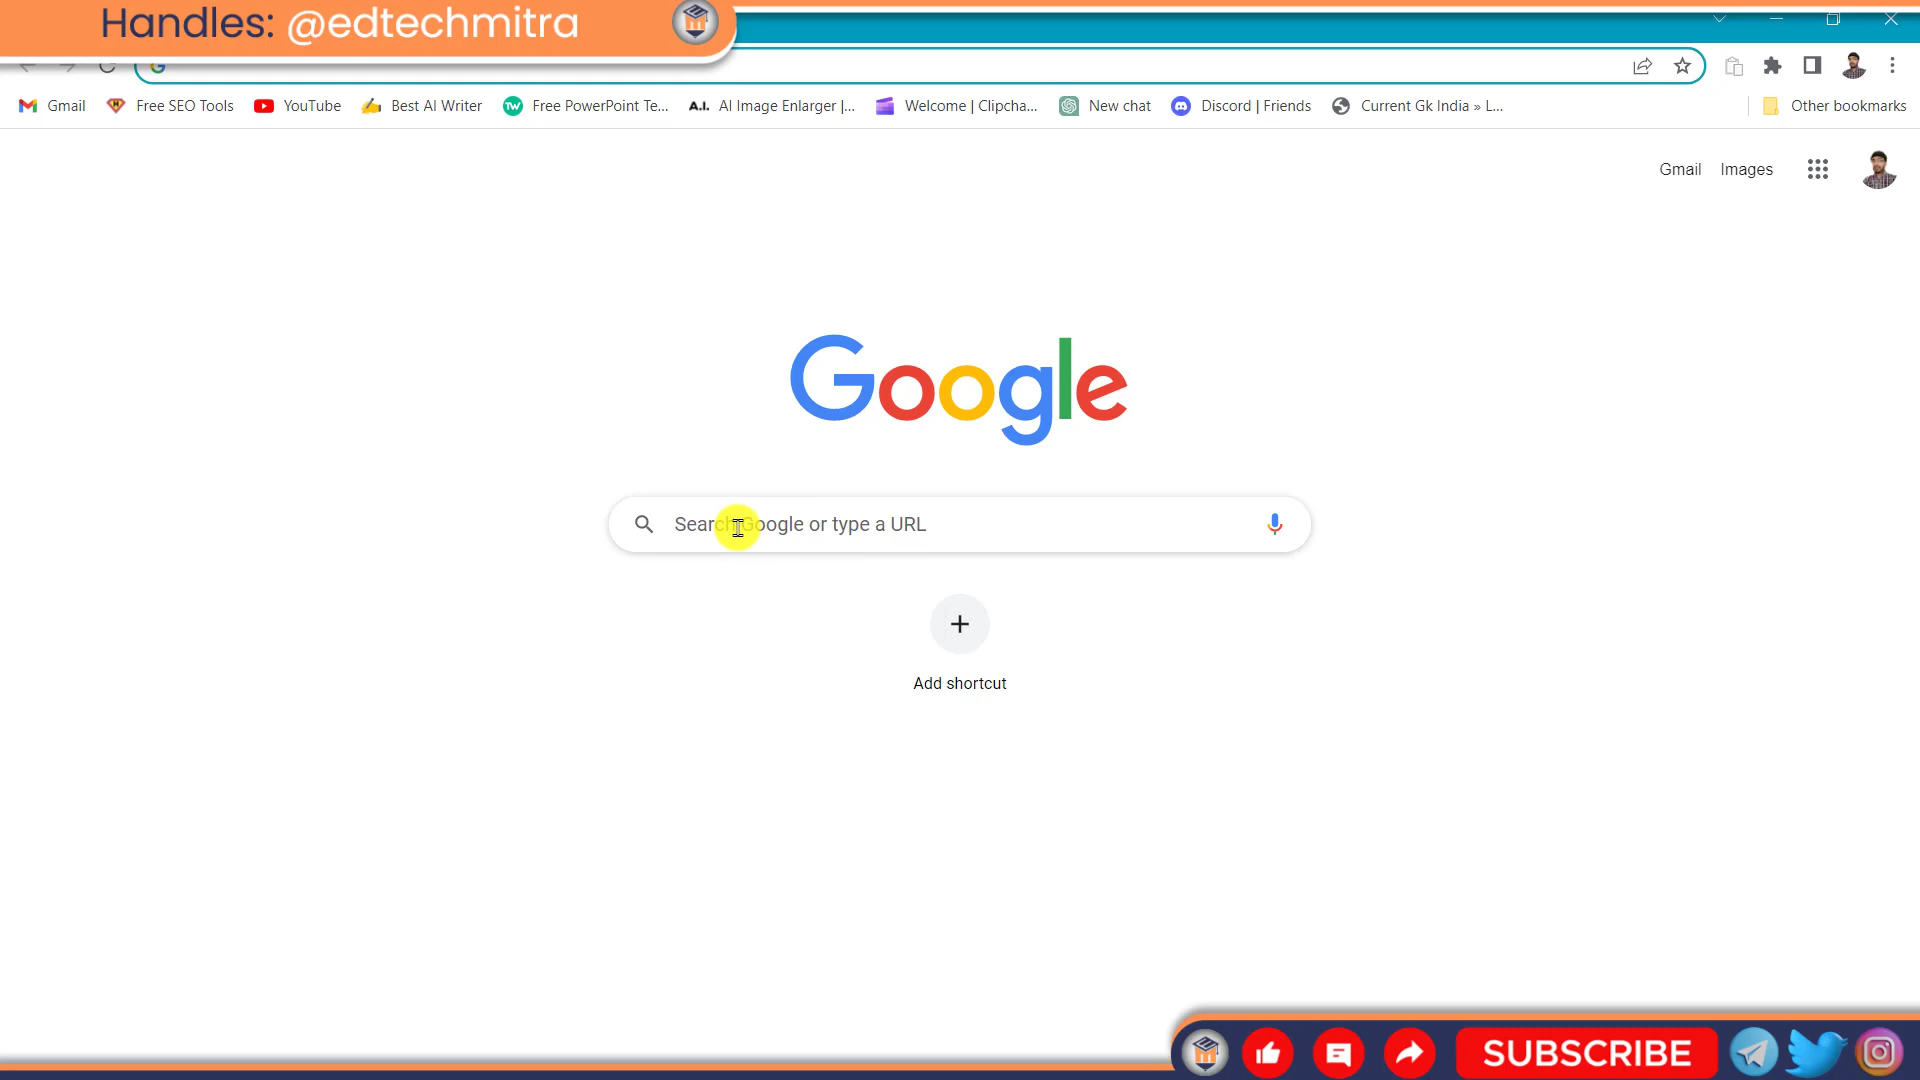 Handles: @edtechmitra
Gmail Free SEO Tools YouTube Best AI Writer Free PowerPoint Te... A.I. AI Image Enlarger |... Welcome | Clipcha... New chat Discord | Friends Current Gk India » L... Other bookmarks
Gmail Images
Google
Search Google or type a URL
Add shortcut
SUBSCRIBE